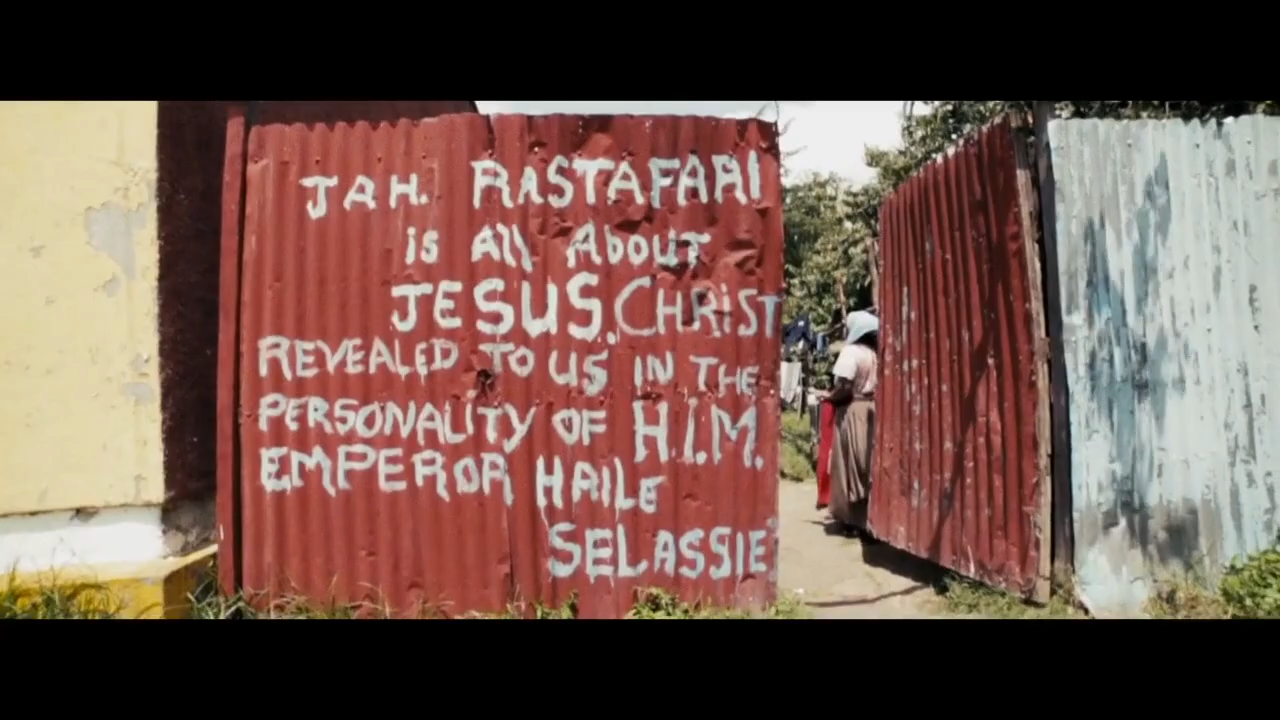 JAH. RASTAFARI
is All About
JESUS. CHRIST
REVEALED TO US IN THE
PERSONALITY OF H.I.M.
EMPEROR HAILE
SELASSIE